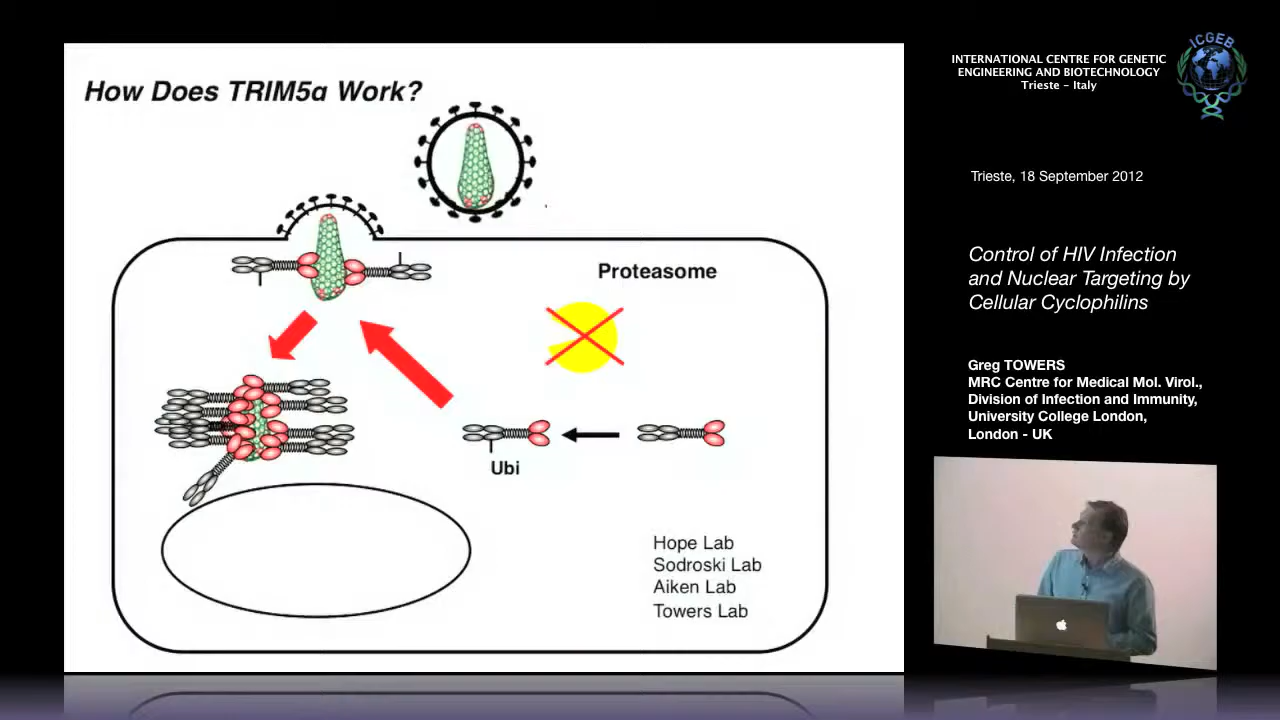 How Does TRIM5α Work?
Proteasome
Ubi
Hope Lab
Sodroski Lab
Aiken Lab
Towers Lab
INTERNATIONAL CENTRE FOR GENETIC
ENGINEERING AND BIOTECHNOLOGY
Trieste - Italy
ICGEB
Trieste, 18 September 2012
Control of HIV Infection
and Nuclear Targeting by
Cellular Cyclophilins
Greg TOWERS
MRC Centre for Medical Mol. Virol.,
Division of Infection and Immunity,
University College London,
London - UK